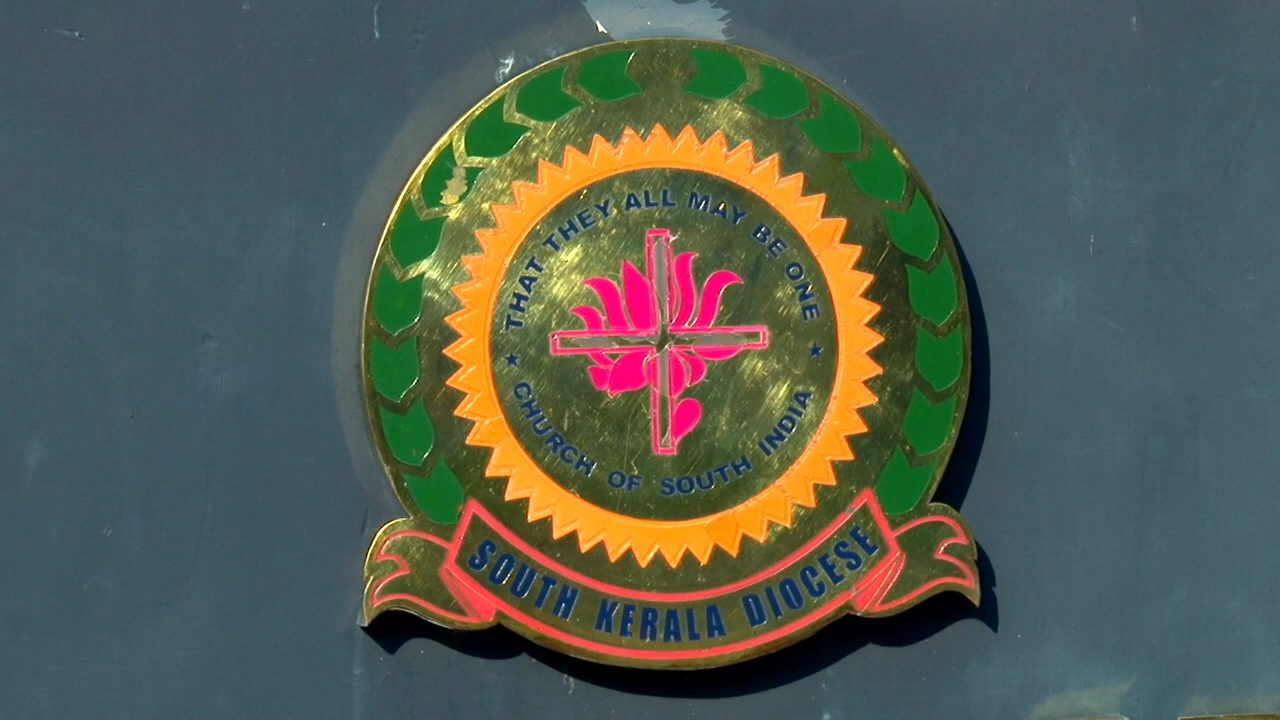 THAT THEY ALL MAY BE ONE
CHURCH OF SOUTH INDIA
SOUTH KERALA DIOCESE